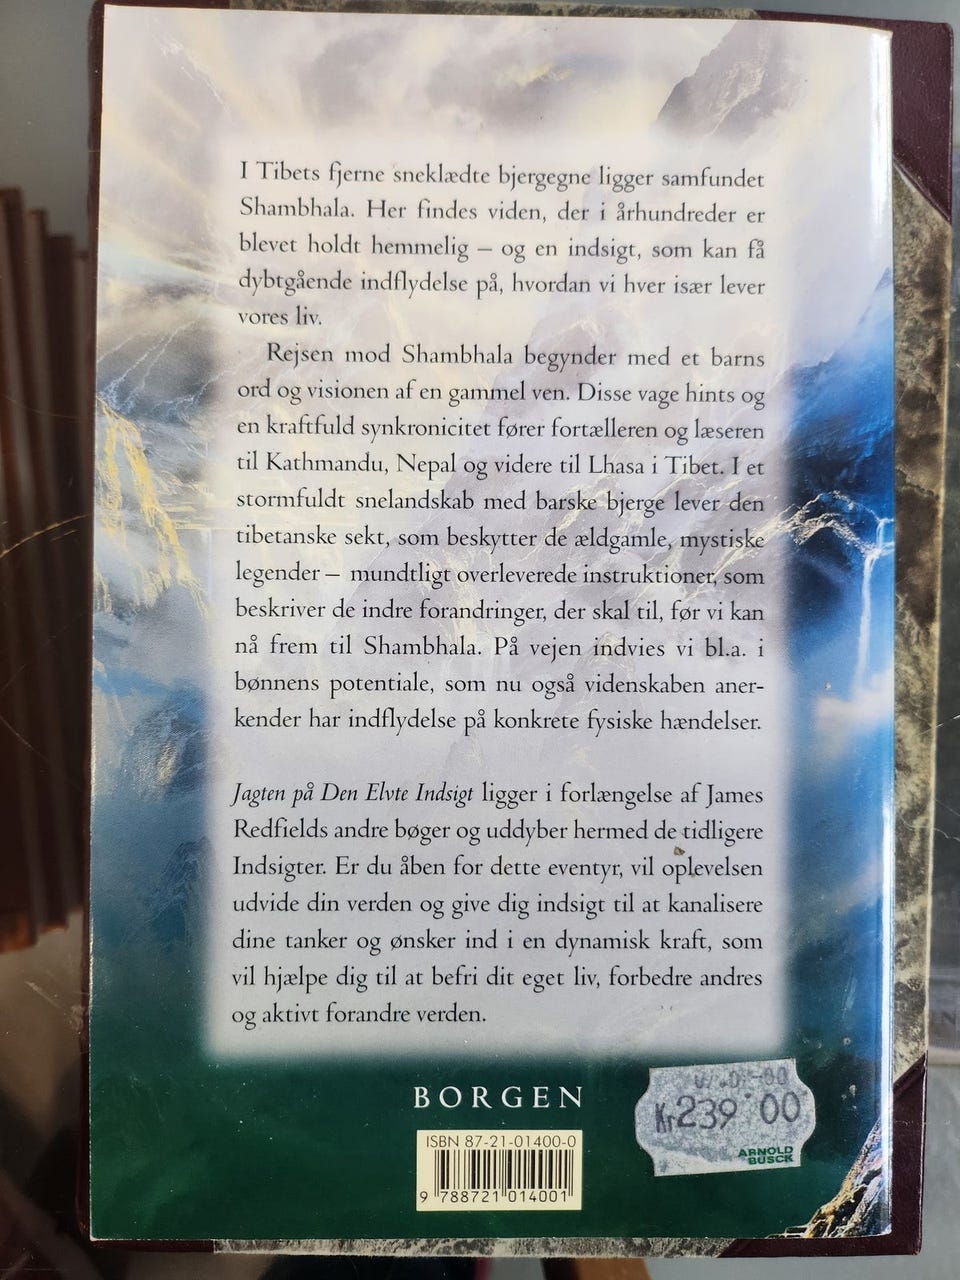 I Tibets fjerne sneklædte bjergegne ligger samfundet
Shambhala. Her findes viden, der i århundreder er
blevet holdt hemmelig – og en indsigt, som kan få
dybtgående indflydelse på, hvordan vi hver især lever
vores liv.
Rejsen mod Shambhala begynder med et barns
ord og visionen af en gammel ven. Disse vage hints og
en kraftfuld synkronicitet fører fortælleren og læseren
til Kathmandu, Nepal og videre til Lhasa i Tibet. I et
stormfuldt snelandskab med barske bjerge lever den
tibetanske sekt, som beskytter de ældgamle, mystiske
legender – mundtligt overleverede instruktioner, som
beskriver de indre forandringer, der skal til, før vi kan
nå frem til Shambhala. På vejen indvies vi bl.a. i
bønnens potentiale, som nu også videnskaben aner-
kender har indflydelse på konkrete fysiske hændelser.
Jagten på Den Elvte Indsigt ligger i forlængelse af James
Redfields andre bøger og uddyber hermed de tidligere
Indsigter. Er du åben for dette eventyr, vil oplevelsen
udvide din verden og give dig indsigt til at kanalisere
dine tanker og ønsker ind i en dynamisk kraft, som
vil hjælpe dig til at befri dit eget liv, forbedre andres
og aktivt forandre verden.
BORGEN
Kr 239 00
ARNOLD
BUSCK
ISBN 87-21-01400-0
9 788721 014001